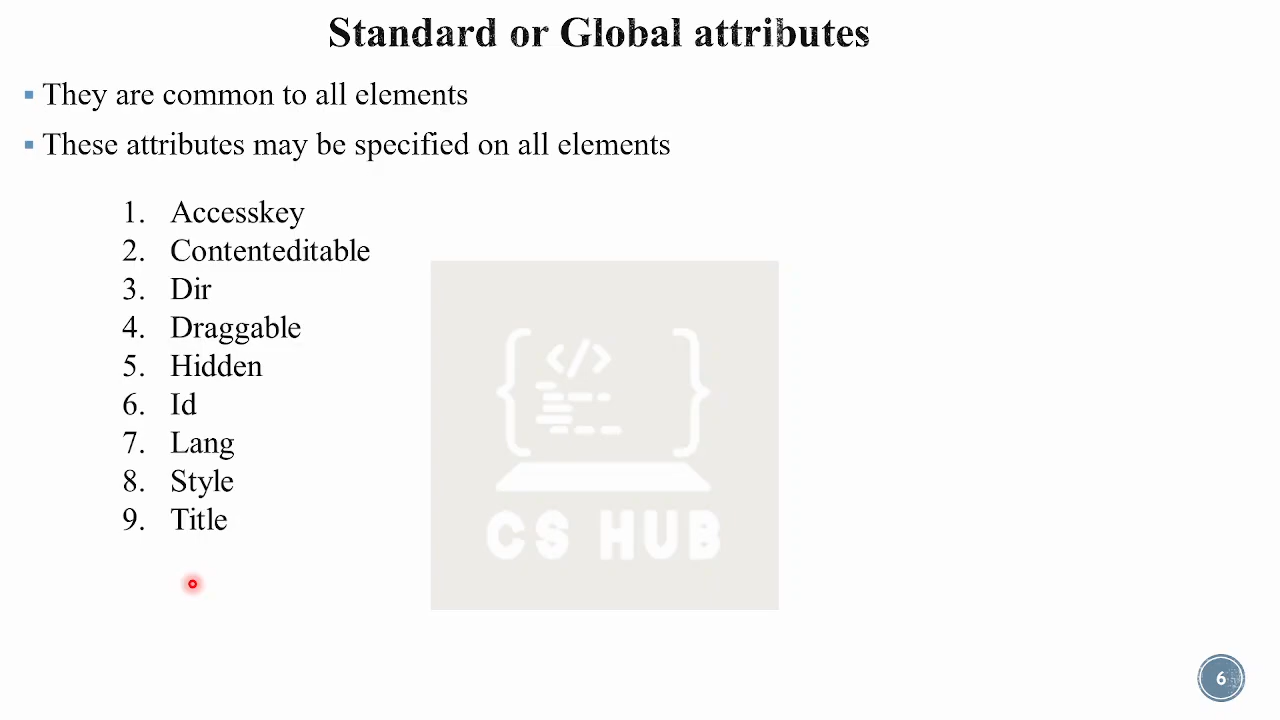 Standard or Global attributes
▪ They are common to all elements
▪ These attributes may be specified on all elements
1. Accesskey
2. Contenteditable
3. Dir
4. Draggable
5. Hidden
6. Id
7. Lang
8. Style
9. Title
</>
CS HUB
6